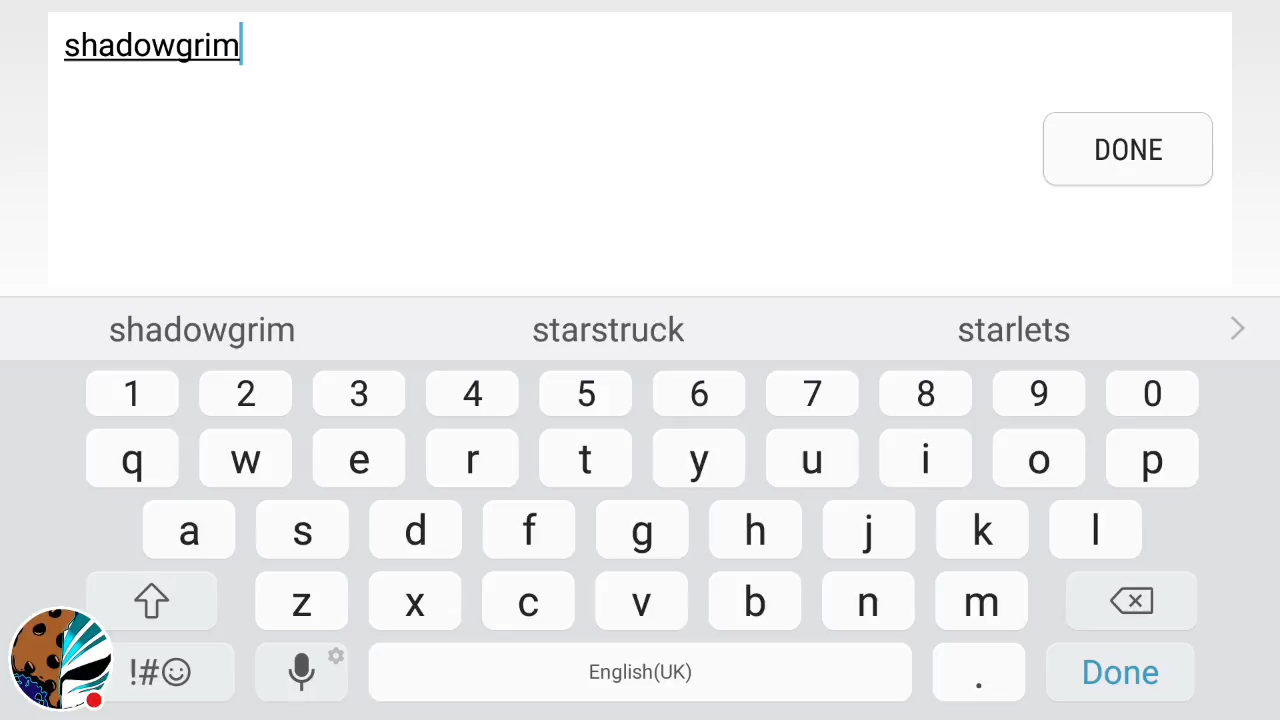 shadowgrim
DONE
shadowgrim starstruck starlets
1 2 3 4 5 6 7 8 9 0
q w e r t y u i o p
a s d f g h j k l
z x c v b n m
!#☺ English(UK) . Done